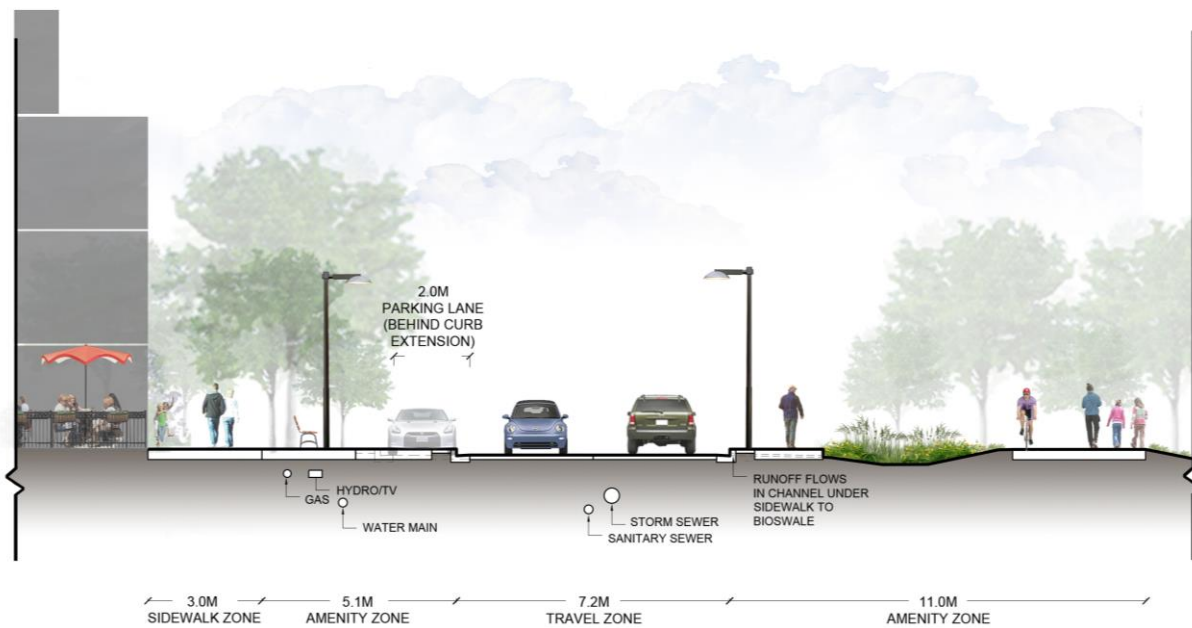 2.0M
PARKING LANE
(BEHIND CURB
EXTENSION)
GAS
HYDRO/TV
WATER MAIN
STORM SEWER
SANITARY SEWER
RUNOFF FLOWS
IN CHANNEL UNDER
SIDEWALK TO
BIOSWALE
3.0M
SIDEWALK ZONE
5.1M
AMENITY ZONE
7.2M
TRAVEL ZONE
11.0M
AMENITY ZONE